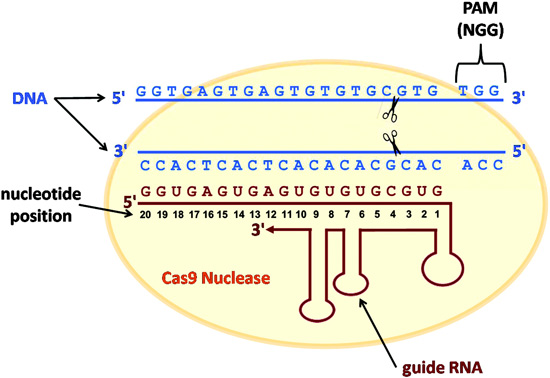 PAM
(NGG)
DNA
5' GGTGAGTGAGTGTGTGCGTG TGG 3'
3' 5'
CCACTCACTCACACACGCAC ACC
GGUGAGUGAGUGUGUGCGUG
5'
nucleotide
position
20 19 18 17 16 15 14 13 12 11 10 9 8 7 6 5 4 3 2 1
3'
Cas9 Nuclease
guide RNA